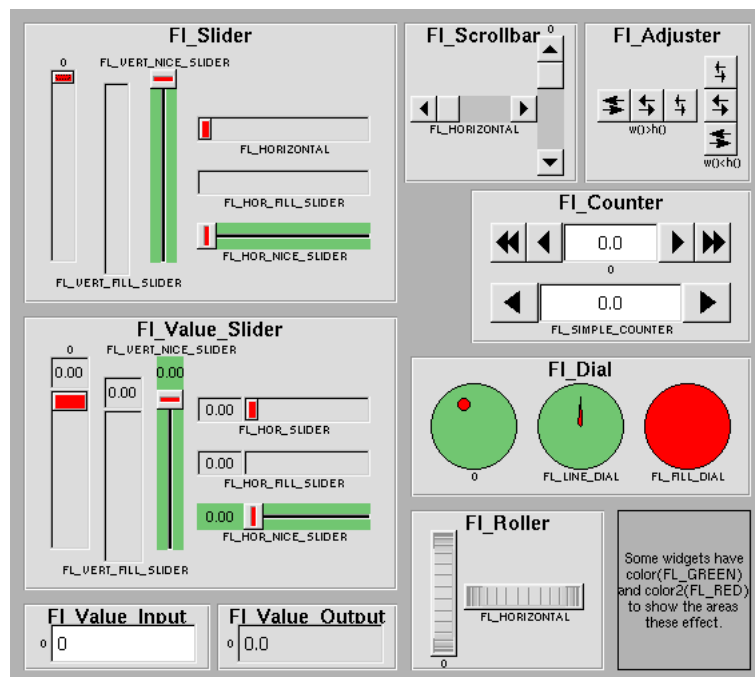 Fl_Slider
0
FL_VERT_NICE_SLIDER
FL_HORIZONTAL
FL_HOR_FILL_SLIDER
FL_HOR_NICE_SLIDER
FL_VERT_FILL_SLIDER
Fl_Scrollbar
0
FL_HORIZONTAL
Fl_Adjuster
w()>h()
w()<h()
Fl_Counter
0.0
0
0.0
FL_SIMPLE_COUNTER
Fl_Value_Slider
0
FL_VERT_NICE_SLIDER
0.00
0.00
0.00
0.00
FL_HOR_SLIDER
0.00
FL_HOR_FILL_SLIDER
0.00
FL_HOR_NICE_SLIDER
FL_VERT_FILL_SLIDER
Fl_Dial
0
FL_LINE_DIAL
FL_FILL_DIAL
Fl_Roller
FL_HORIZONTAL
0
Some widgets have
color(FL_GREEN)
and color2(FL_RED)
to show the areas
these effect.
Fl_Value_Input
0 0
Fl_Value_Output
0 0.0